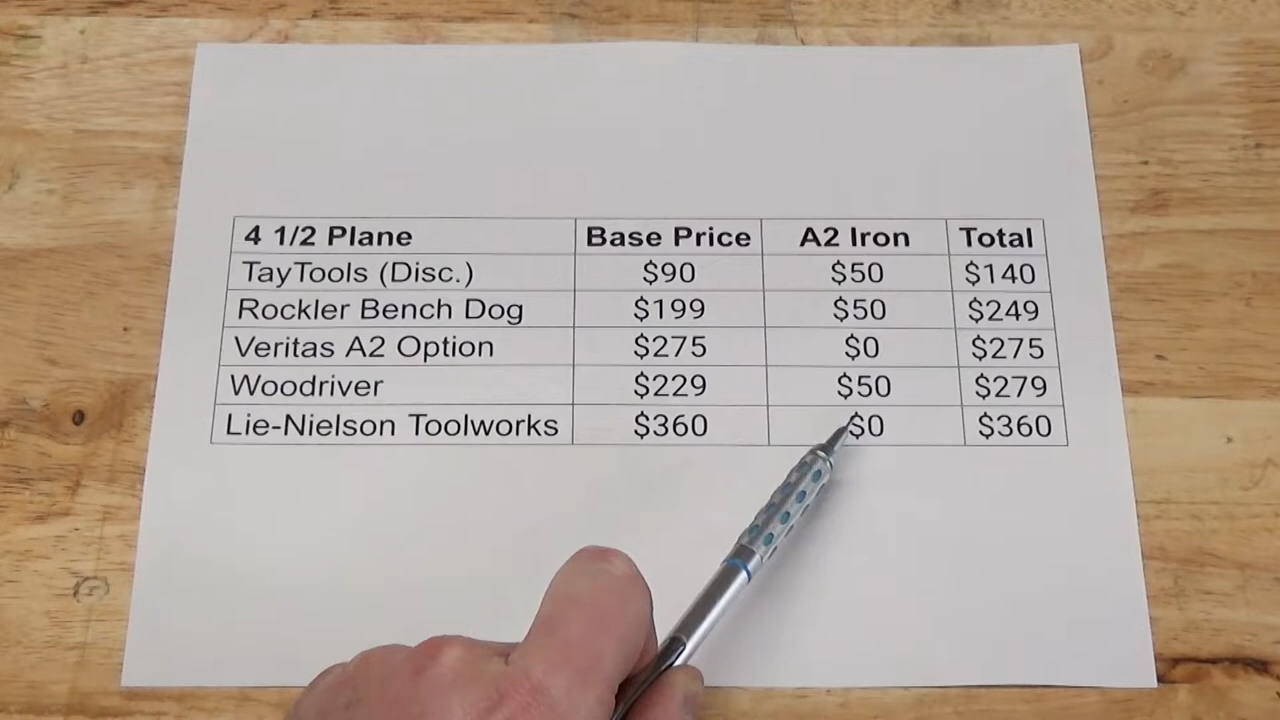 4 1/2 Plane Base Price A2 Iron Total
TayTools (Disc.) $90 $50 $140
Rockler Bench Dog $199 $50 $249
Veritas A2 Option $275 $0 $275
Woodriver $229 $50 $279
Lie-Nielson Toolworks $360 $0 $360